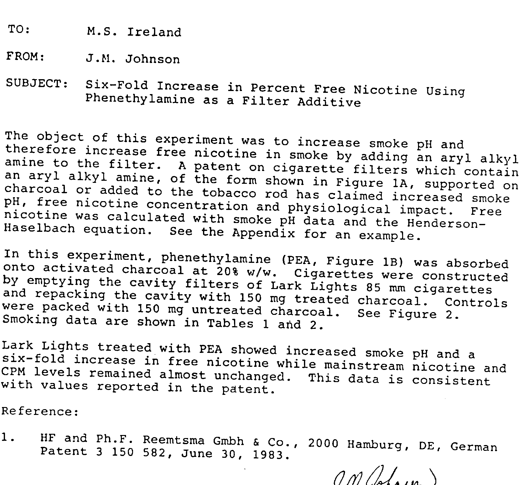 TO: M.S. Ireland
FROM: J.M. Johnson
SUBJECT: Six-Fold Increase in Percent Free Nicotine Using
Phenethylamine as a Filter Additive
The object of this experiment was to increase smoke pH and
therefore increase free nicotine in smoke by adding an aryl alkyl
amine to the filter. A patent on cigarette filters which contain
an aryl alkyl amine, of the form shown in Figure 1A, supported on
charcoal or added to the tobacco rod has claimed increased smoke
pH, free nicotine concentration and physiological impact. Free
nicotine was calculated with smoke pH data and the Henderson-
Haselbach equation. See the Appendix for an example.
In this experiment, phenethylamine (PEA, Figure 1B) was absorbed
onto activated charcoal at 20% w/w. Cigarettes were constructed
by emptying the cavity filters of Lark Lights 85 mm cigarettes
and repacking the cavity with 150 mg treated charcoal. Controls
were packed with 150 mg untreated charcoal. See Figure 2.
Smoking data are shown in Tables 1 and 2.
Lark Lights treated with PEA showed increased smoke pH and a
six-fold increase in free nicotine while mainstream nicotine and
CPM levels remained almost unchanged. This data is consistent
with values reported in the patent.
Reference:
1. HF and Ph.F. Reemtsma Gmbh & Co., 2000 Hamburg, DE, German
Patent 3 150 582, June 30, 1983.